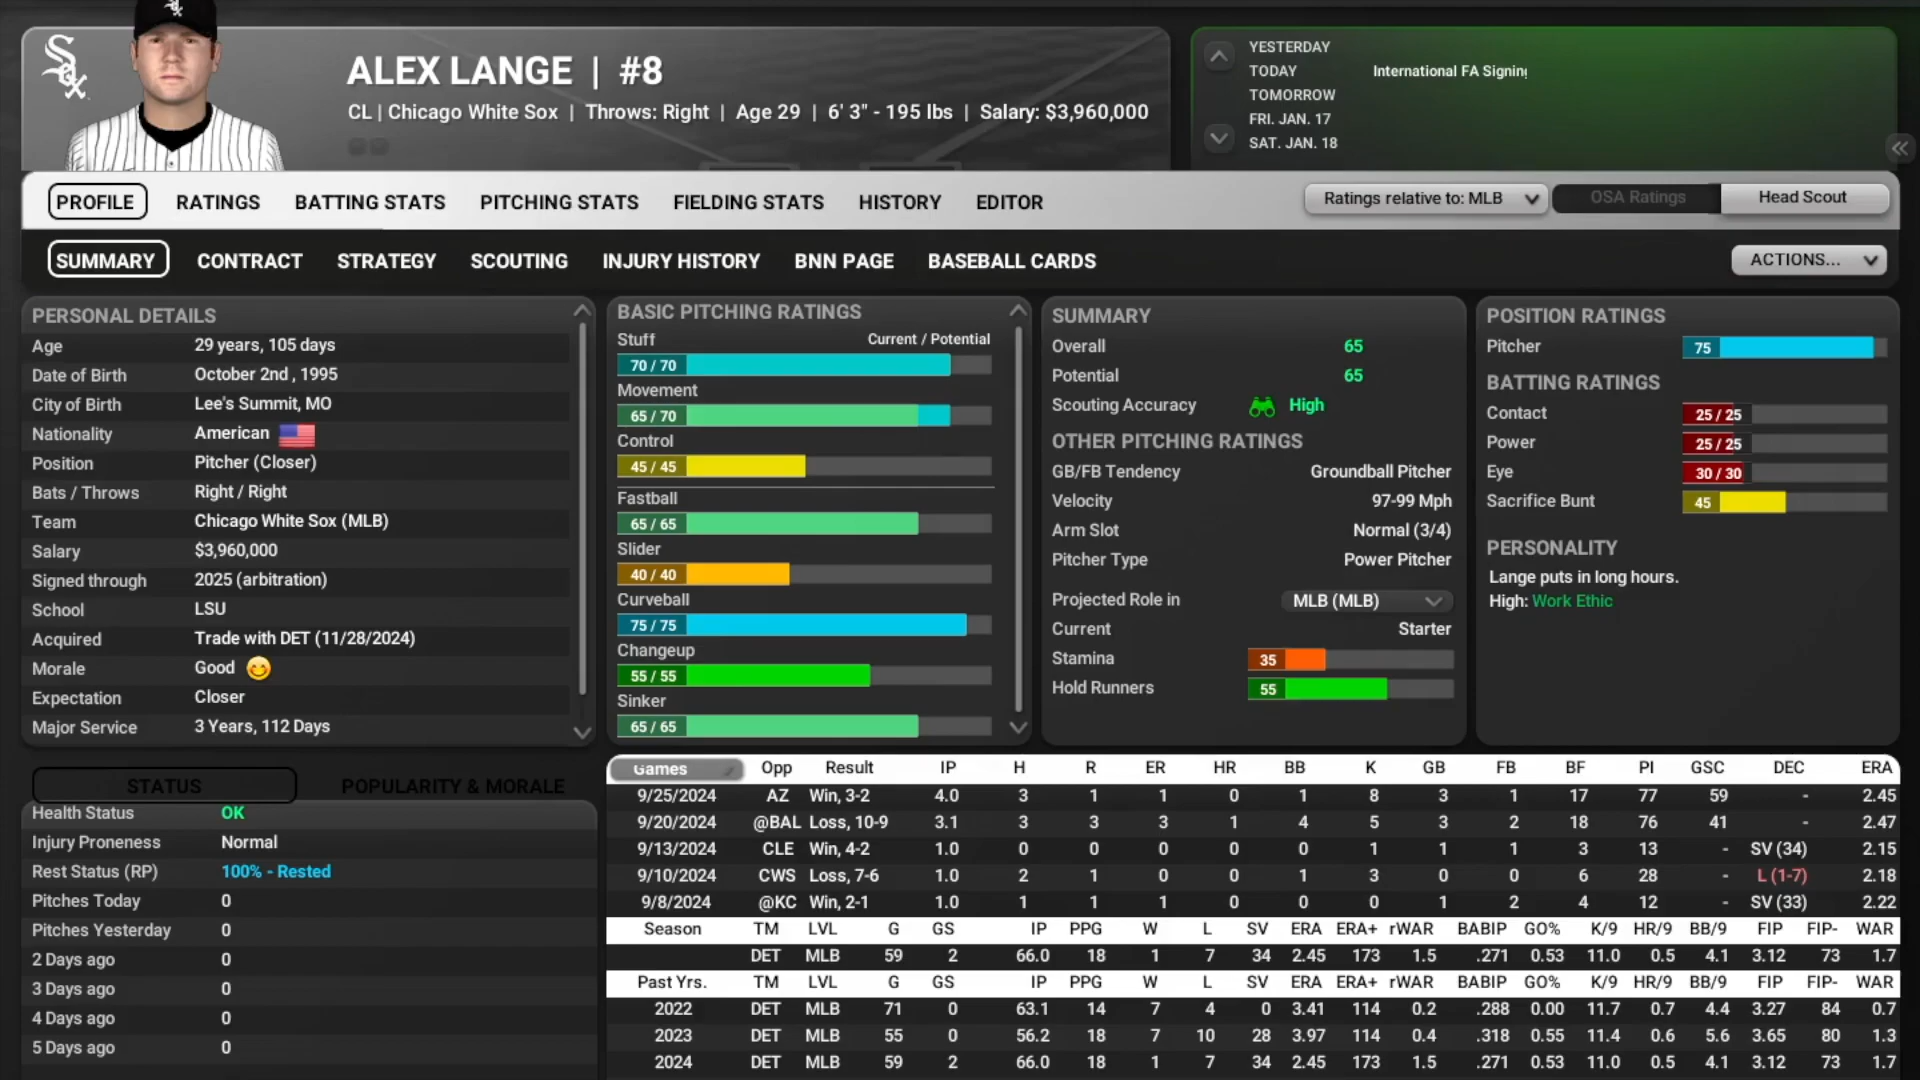 Sox
ALEX LANGE | #8
CL | Chicago White Sox | Throws: Right | Age 29 | 6' 3" - 195 lbs | Salary: $3,960,000
YESTERDAY
TODAY International FA Signing
TOMORROW
FRI. JAN. 17
SAT. JAN. 18
PROFILE RATINGS BATTING STATS PITCHING STATS FIELDING STATS HISTORY EDITOR
Ratings relative to: MLB OSA Ratings Head Scout
SUMMARY CONTRACT STRATEGY SCOUTING INJURY HISTORY BNN PAGE BASEBALL CARDS
ACTIONS...
PERSONAL DETAILS
Age 29 years, 105 days
Date of Birth October 2nd , 1995
City of Birth Lee's Summit, MO
Nationality American
Position Pitcher (Closer)
Bats / Throws Right / Right
Team Chicago White Sox (MLB)
Salary $3,960,000
Signed through 2025 (arbitration)
School LSU
Acquired Trade with DET (11/28/2024)
Morale Good
Expectation Closer
Major Service 3 Years, 112 Days
BASIC PITCHING RATINGS
Stuff Current / Potential
70 / 70
Movement
65 / 70
Control
45 / 45
Fastball
65 / 65
Slider
40 / 40
Curveball
75 / 75
Changeup
55 / 55
Sinker
65 / 65
SUMMARY
Overall 65
Potential 65
Scouting Accuracy High
OTHER PITCHING RATINGS
GB/FB Tendency Groundball Pitcher
Velocity 97-99 Mph
Arm Slot Normal (3/4)
Pitcher Type Power Pitcher
Projected Role in MLB (MLB)
Current Starter
Stamina 35
Hold Runners 55
POSITION RATINGS
Pitcher 75
BATTING RATINGS
Contact 25 / 25
Power 25 / 25
Eye 30 / 30
Sacrifice Bunt 45
PERSONALITY
Lange puts in long hours.
High: Work Ethic
STATUS POPULARITY & MORALE
Health Status OK
Injury Proneness Normal
Rest Status (RP) 100% - Rested
Pitches Today 0
Pitches Yesterday 0
2 Days ago 0
3 Days ago 0
4 Days ago 0
5 Days ago 0
Games Opp Result IP H R ER HR BB K GB FB BF PI GSC DEC ERA
9/25/2024 AZ Win, 3-2 4.0 3 1 1 0 1 8 3 1 17 77 59 - 2.45
9/20/2024 @BAL Loss, 10-9 3.1 3 3 3 1 4 5 3 2 18 76 41 - 2.47
9/13/2024 CLE Win, 4-2 1.0 0 0 0 0 0 1 1 1 3 13 - SV (34) 2.15
9/10/2024 CWS Loss, 7-6 1.0 2 1 0 0 1 3 0 0 6 28 - L (1-7) 2.18
9/8/2024 @KC Win, 2-1 1.0 1 1 1 0 0 0 1 2 4 12 - SV (33) 2.22
Season TM LVL G GS IP PPG W L SV ERA ERA+ rWAR BABIP GO% K/9 HR/9 BB/9 FIP FIP- WAR
DET MLB 59 2 66.0 18 1 7 34 2.45 173 1.5 .271 0.53 11.0 0.5 4.1 3.12 73 1.7
Past Yrs. TM LVL G GS IP PPG W L SV ERA ERA+ rWAR BABIP GO% K/9 HR/9 BB/9 FIP FIP- WAR
2022 DET MLB 71 0 63.1 14 7 4 0 3.41 114 0.2 .288 0.00 11.7 0.7 4.4 3.27 84 0.7
2023 DET MLB 55 0 56.2 18 7 10 28 3.97 114 0.4 .318 0.55 11.4 0.6 5.6 3.65 80 1.3
2024 DET MLB 59 2 66.0 18 1 7 34 2.45 173 1.5 .271 0.53 11.0 0.5 4.1 3.12 73 1.7